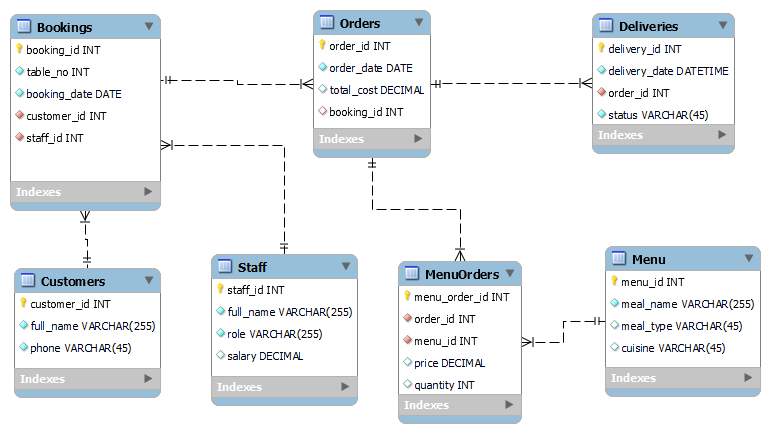 Bookings
booking_id INT
table_no INT
booking_date DATE
customer_id INT
staff_id INT
Indexes
Orders
order_id INT
order_date DATE
total_cost DECIMAL
booking_id INT
Indexes
Deliveries
delivery_id INT
delivery_date DATETIME
order_id INT
status VARCHAR(45)
Indexes
Customers
customer_id INT
full_name VARCHAR(255)
phone VARCHAR(45)
Indexes
Staff
staff_id INT
full_name VARCHAR(255)
role VARCHAR(255)
salary DECIMAL
Indexes
MenuOrders
menu_order_id INT
order_id INT
menu_id INT
price DECIMAL
quantity INT
Indexes
Menu
menu_id INT
meal_name VARCHAR(255)
meal_type VARCHAR(45)
cuisine VARCHAR(45)
Indexes